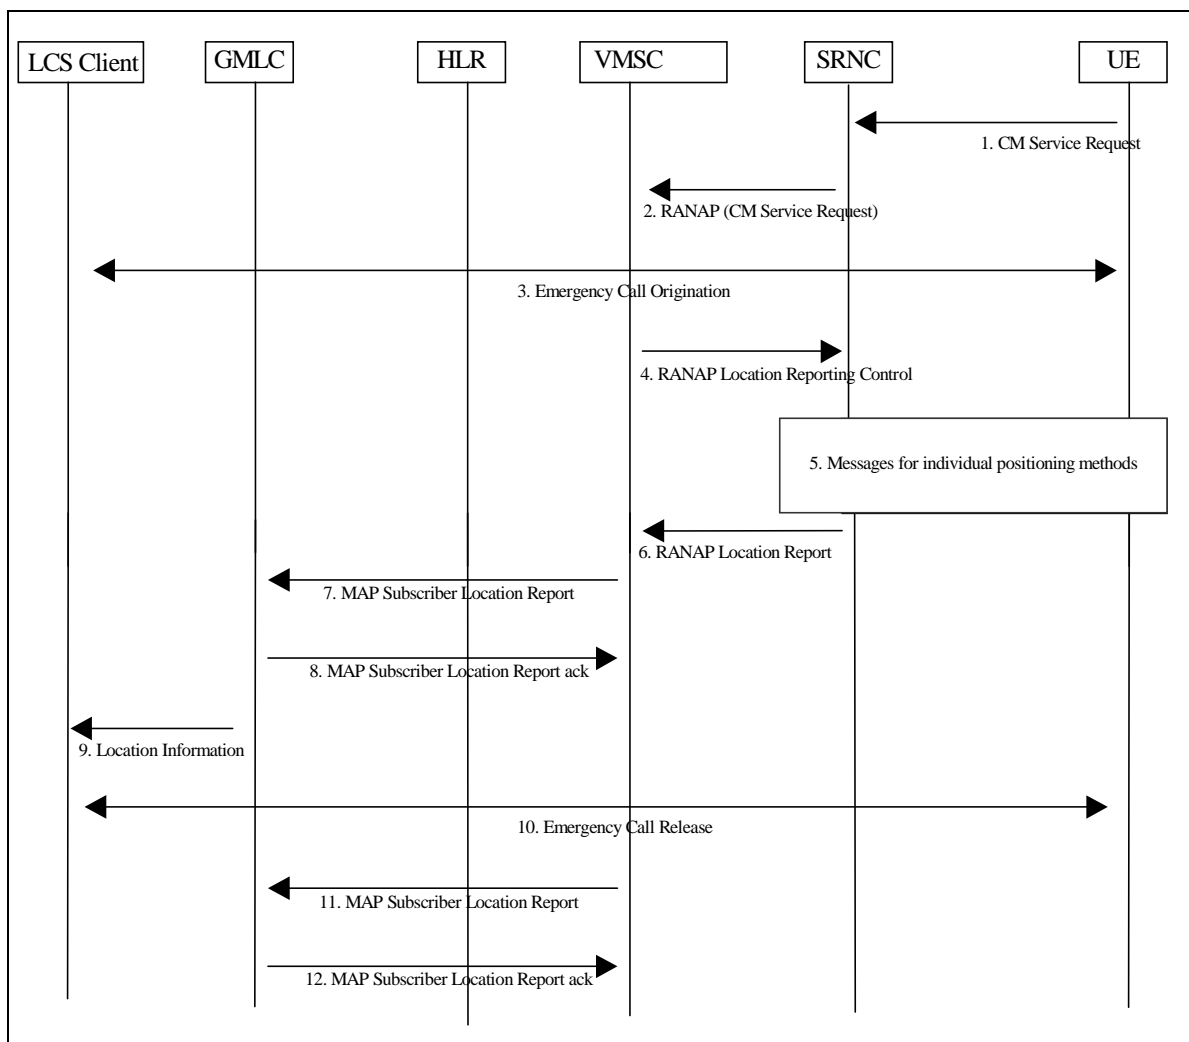 LCS Client
GMLC
HLR
VMSC
SRNC
UE
1. CM Service Request
2. RANAP (CM Service Request)
3. Emergency Call Origination
4. RANAP Location Reporting Control
5. Messages for individual positioning methods
6. RANAP Location Report
7. MAP Subscriber Location Report
8. MAP Subscriber Location Report ack
9. Location Information
10. Emergency Call Release
11. MAP Subscriber Location Report
12. MAP Subscriber Location Report ack